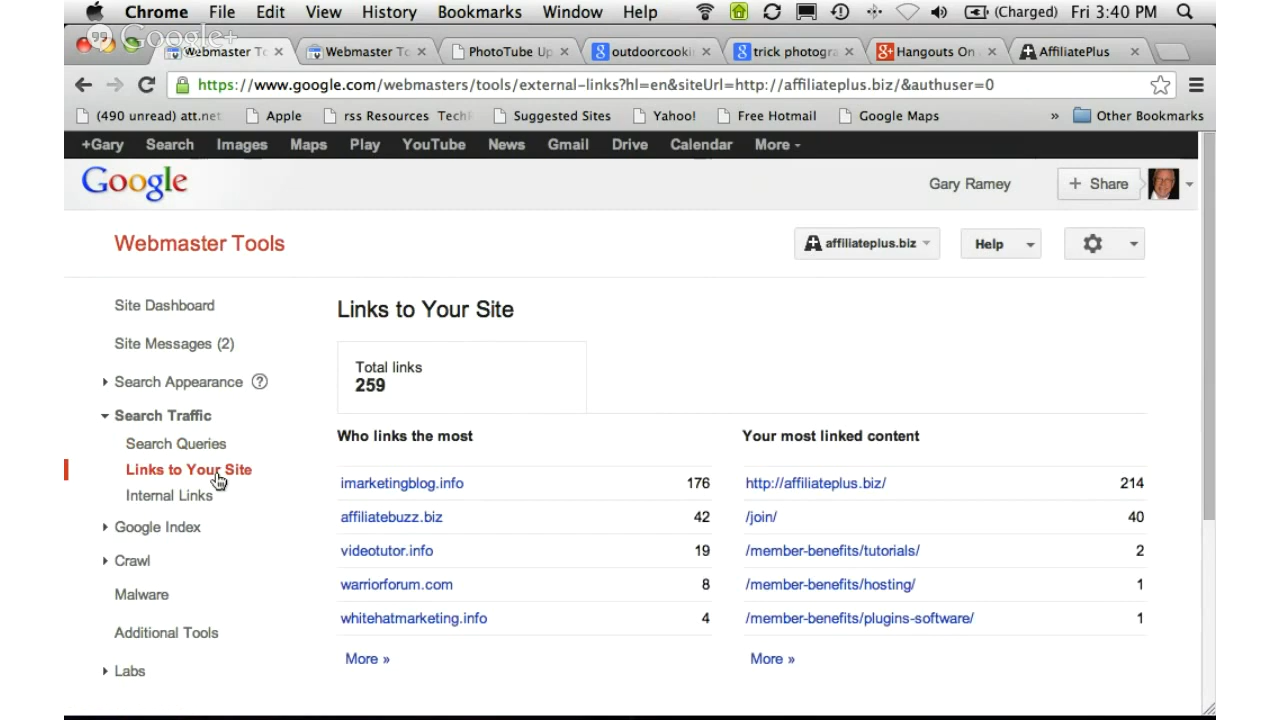 Chrome File Edit View History Bookmarks Window Help (Charged) Fri 3:40 PM
Google+
Webmaster To Webmaster To PhotoTube Up outdoorcooki trick photogra Hangouts On AffiliatePlus
https://www.google.com/webmasters/tools/external-links?hl=en&siteUrl=http://affiliateplus.biz/&authuser=0
(490 unread) att.net Apple rss Resources Tech Suggested Sites Yahoo! Free Hotmail Google Maps » Other Bookmarks
+Gary Search Images Maps Play YouTube News Gmail Drive Calendar More
Google Gary Ramey + Share
Webmaster Tools affiliateplus.biz Help
Site Dashboard
Site Messages (2)
Search Appearance ?
Search Traffic
Search Queries
Links to Your Site
Internal Links
Google Index
Crawl
Malware
Additional Tools
Labs
Links to Your Site
Total links
259
Who links the most
imarketingblog.info 176
affiliatebuzz.biz 42
videotutor.info 19
warriorforum.com 8
whitehatmarketing.info 4
More »
Your most linked content
http://affiliateplus.biz/ 214
/join/ 40
/member-benefits/tutorials/ 2
/member-benefits/hosting/ 1
/member-benefits/plugins-software/ 1
More »